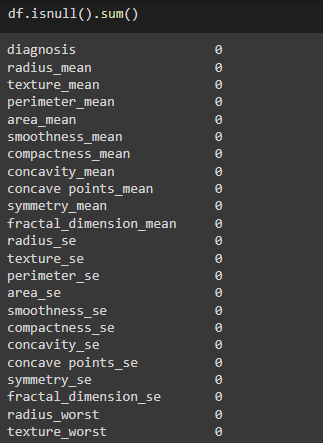 df.isnull().sum()
diagnosis 0
radius_mean 0
texture_mean 0
perimeter_mean 0
area_mean 0
smoothness_mean 0
compactness_mean 0
concavity_mean 0
concave points_mean 0
symmetry_mean 0
fractal_dimension_mean 0
radius_se 0
texture_se 0
perimeter_se 0
area_se 0
smoothness_se 0
compactness_se 0
concavity_se 0
concave points_se 0
symmetry_se 0
fractal_dimension_se 0
radius_worst 0
texture_worst 0